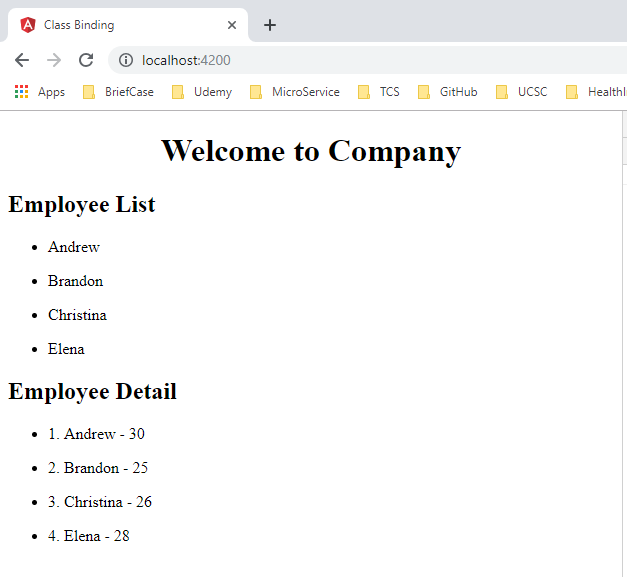 Class Binding
localhost:4200
Apps BriefCase Udemy MicroService TCS GitHub UCSC
Welcome to Company
Employee List
Andrew
Brandon
Christina
Elena
Employee Detail
1. Andrew - 30
2. Brandon - 25
3. Christina - 26
4. Elena - 28